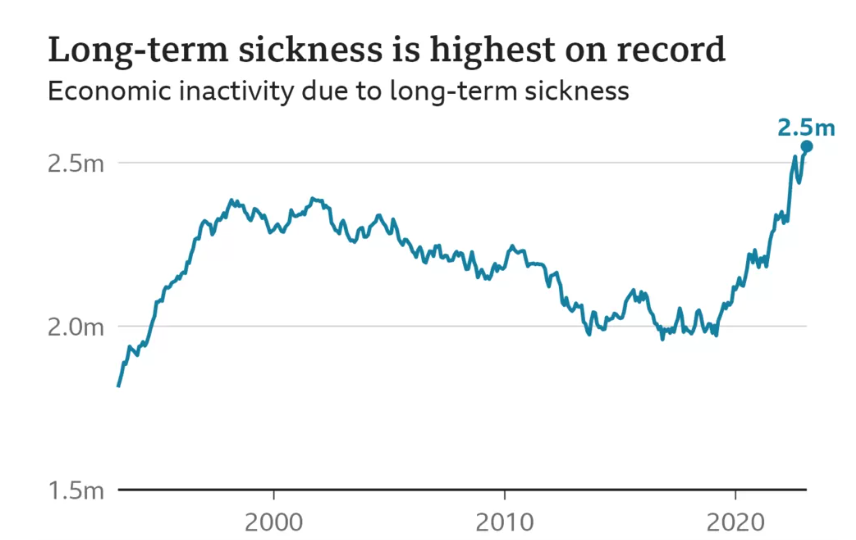 Long-term sickness is highest on record
Economic inactivity due to long-term sickness
2.5m
2.5m
2.0m
1.5m
2000 2010 2020